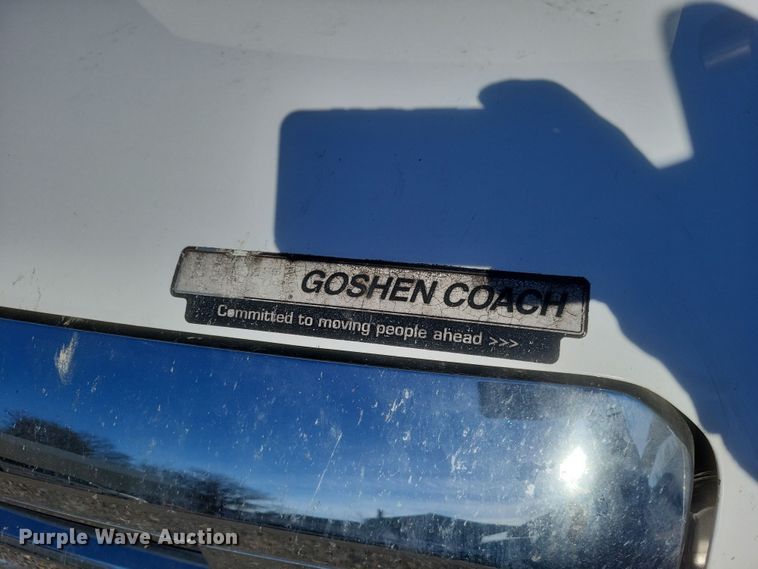 GOSHEN COACH
Committed to moving people ahead >>>
Purple Wave Auction